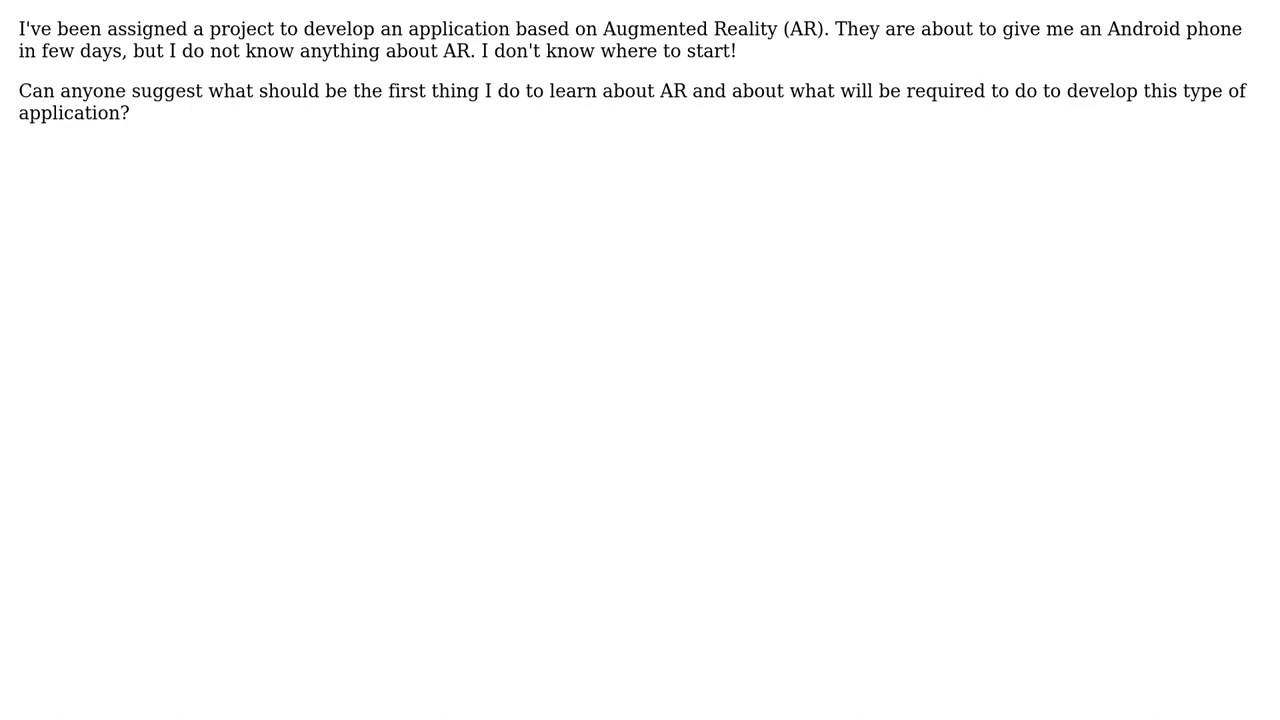 I've been assigned a project to develop an application based on Augmented Reality (AR). They are about to give me an Android phone
in few days, but I do not know anything about AR. I don't know where to start!
Can anyone suggest what should be the first thing I do to learn about AR and about what will be required to do to develop this type of
application?